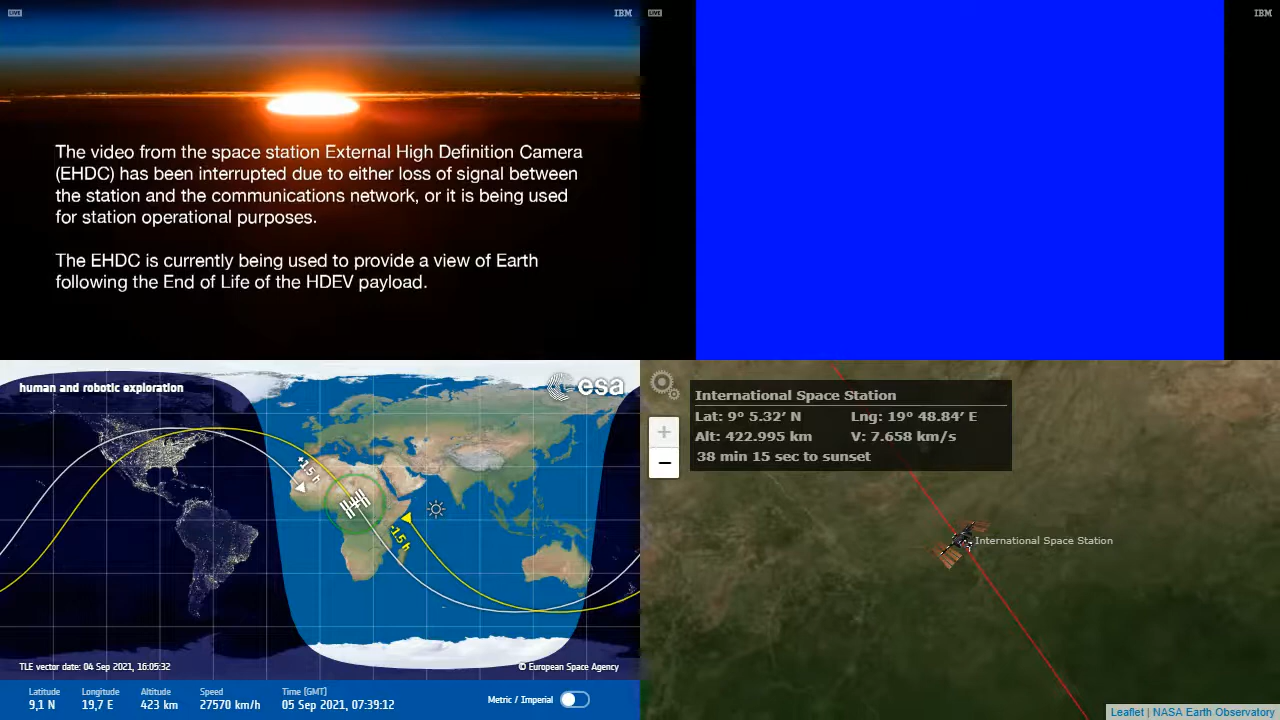 LIVE
IBM
The video from the space station External High Definition Camera
(EHDC) has been interrupted due to either loss of signal between
the station and the communications network, or it is being used
for station operational purposes.
The EHDC is currently being used to provide a view of Earth
following the End of Life of the HDEV payload.
LIVE
IBM
human and robotic exploration
esa
+1.5 h
-1.5 h
TLE vector date: 04 Sep 2021, 16:05:32
© European Space Agency
Latitude Longitude Altitude Speed Time (GMT)
9,1 N 19,7 E 423 km 27570 km/h 05 Sep 2021, 07:39:12
Metric / Imperial
International Space Station
Lat: 9° 5.32′ N Lng: 19° 48.84′ E
Alt: 422.995 km V: 7.658 km/s
38 min 15 sec to sunset
+
−
International Space Station
Leaflet | NASA Earth Observatory